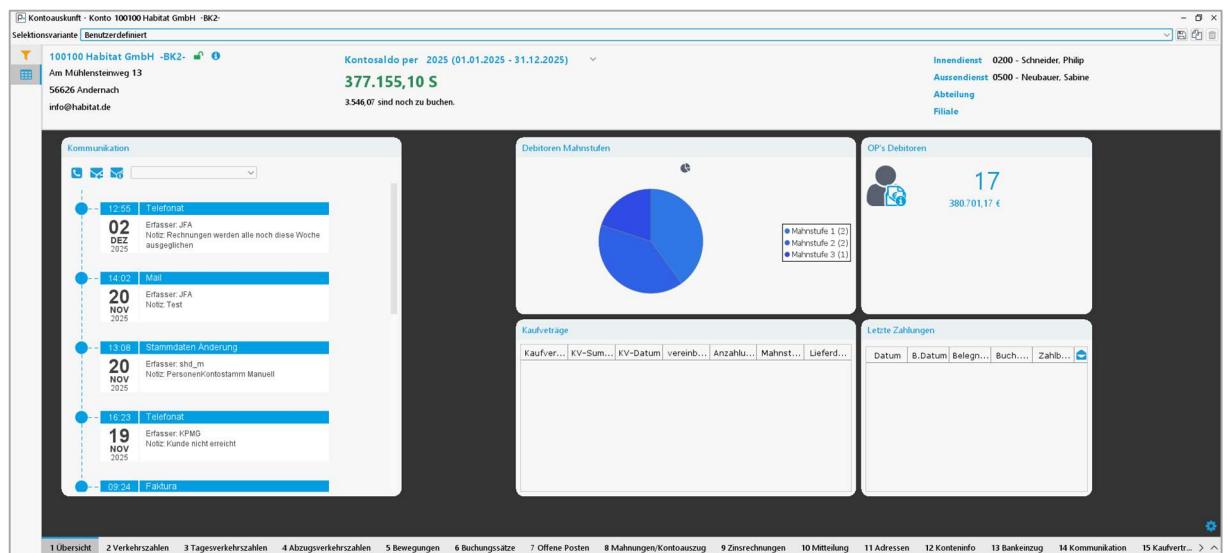 Kontoauskunft - Konto 100100 Habitat GmbH -BK2-
Selektionsvariante Benutzerdefiniert
100100 Habitat GmbH -BK2-
Am Mühlensteinweg 13
56626 Andernach
info@habitat.de
Kontosaldo per 2025 (01.01.2025 - 31.12.2025)
377.155,10 S
3.546,07 sind noch zu buchen.
Innendienst 0200 - Schneider, Philip
Aussendienst 0500 - Neubauer, Sabine
Abteilung
Filiale
Kommunikation
12:55 Telefonat
02 DEZ 2025
Erfasser: JFA
Notiz: Rechnungen werden alle noch diese Woche
ausgeglichen
14:02 Mail
20 NOV 2025
Erfasser: JFA
Notiz: Test
13:08 Stammdaten Änderung
20 NOV 2025
Erfasser: shd_m
Notiz: PersonenKontostamm Manuell
16:23 Telefonat
19 NOV 2025
Erfasser: KPMG
Notiz: Kunde nicht erreicht
09:24 Faktura
Debitoren Mahnstufen
Mahnstufe 1 (2)
Mahnstufe 2 (2)
Mahnstufe 3 (1)
OP's Debitoren
17
380.701,17 €
Kaufveträge
Kaufver... KV-Sum... KV-Datum vereinb... Anzahlu... Mahnst... Lieferd...
Letzte Zahlungen
Datum B.Datum Belegn... Buch.... Zahlb...
1 Übersicht 2 Verkehrszahlen 3 Tagesverkehrszahlen 4 Abzugsverkehrszahlen 5 Bewegungen 6 Buchungssätze 7 Offene Posten 8 Mahnungen/Kontoauszug 9 Zinsrechnungen 10 Mitteilung 11 Adressen 12 Konteninfo 13 Bankeinzug 14 Kommunikation 15 Kaufvertr...